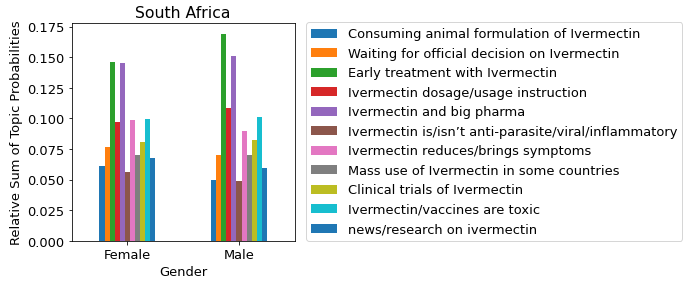 South Africa
Relative Sum of Topic Probabilities
0.175
0.150
0.125
0.100
0.075
0.050
0.025
0.000
Female
Male
Gender
Consuming animal formulation of Ivermectin
Waiting for official decision on Ivermectin
Early treatment with Ivermectin
Ivermectin dosage/usage instruction
Ivermectin and big pharma
Ivermectin is/isn’t anti-parasite/viral/inflammatory
Ivermectin reduces/brings symptoms
Mass use of Ivermectin in some countries
Clinical trials of Ivermectin
Ivermectin/vaccines are toxic
news/research on ivermectin